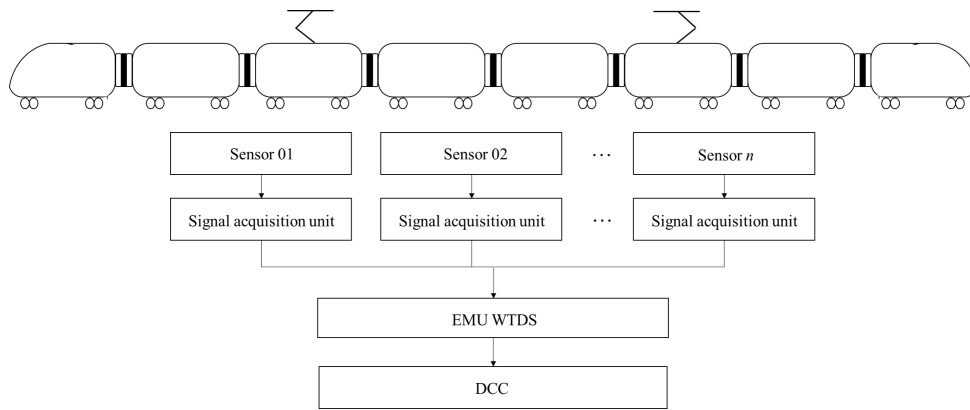 Sensor 01 Sensor 02 … Sensor n
Signal acquisition unit Signal acquisition unit … Signal acquisition unit
EMU WTDS
DCC